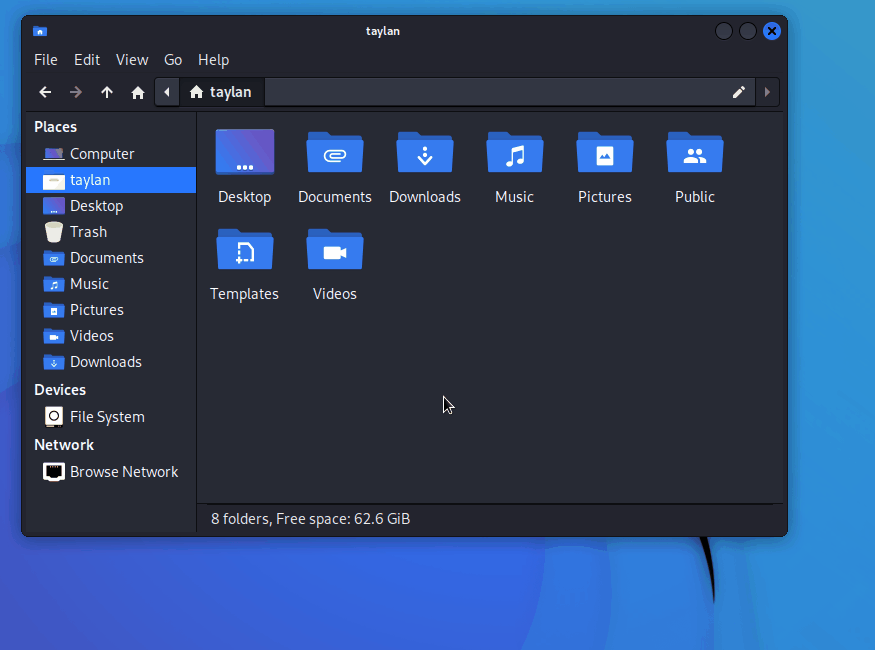 taylan
File Edit View Go Help
taylan
Places
Computer
taylan
Desktop
Trash
Documents
Music
Pictures
Videos
Downloads
Devices
File System
Network
Browse Network
Desktop Documents Downloads Music Pictures Public
Templates Videos
8 folders, Free space: 62.6 GiB